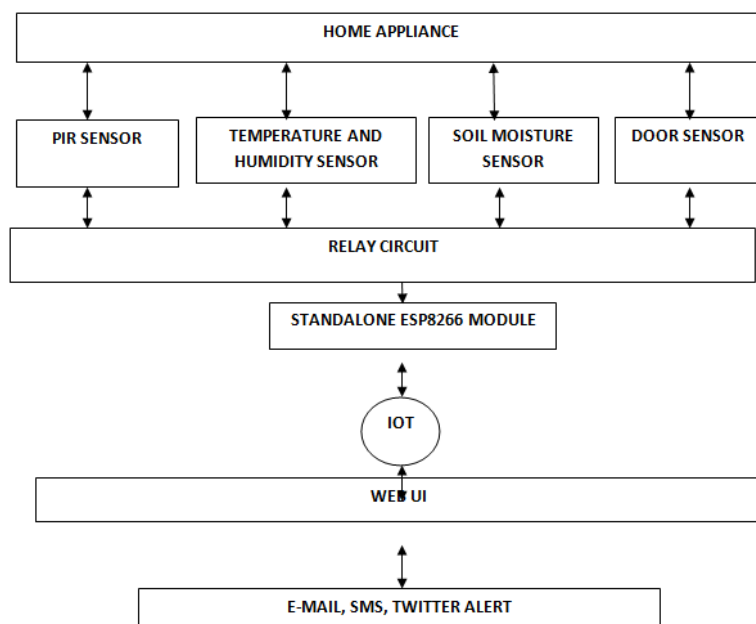 HOME APPLIANCE
PIR SENSOR
TEMPERATURE AND
HUMIDITY SENSOR
SOIL MOISTURE
SENSOR
DOOR SENSOR
RELAY CIRCUIT
STANDALONE ESP8266 MODULE
IOT
WEB UI
E-MAIL, SMS, TWITTER ALERT